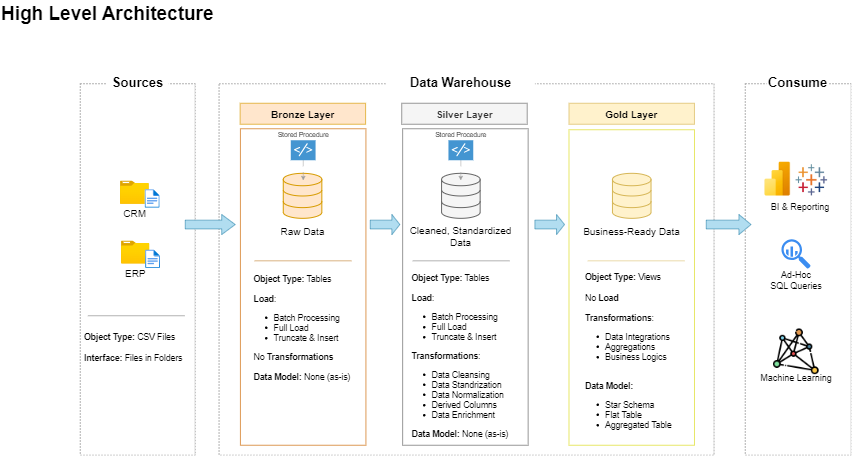 High Level Architecture
Sources
CRM
ERP
Object Type: CSV Files
Interface: Files in Folders
Data Warehouse
Bronze Layer
Stored Procedure
</>
Raw Data
Object Type: Tables
Load:
• Batch Processing
• Full Load
• Truncate & Insert
No Transformations
Data Model: None (as-is)
Silver Layer
Stored Procedure
</>
Cleaned, Standardized
Data
Object Type: Tables
Load:
• Batch Processing
• Full Load
• Truncate & Insert
Transformations:
• Data Cleansing
• Data Standrization
• Data Normalization
• Derived Columns
• Data Enrichment
Data Model: None (as-is)
Gold Layer
Business-Ready Data
Object Type: Views
No Load
Transformations:
• Data Integrations
• Aggregations
• Business Logics
Data Model:
• Star Schema
• Flat Table
• Aggregated Table
Consume
BI & Reporting
Ad-Hoc
SQL Queries
Machine Learning